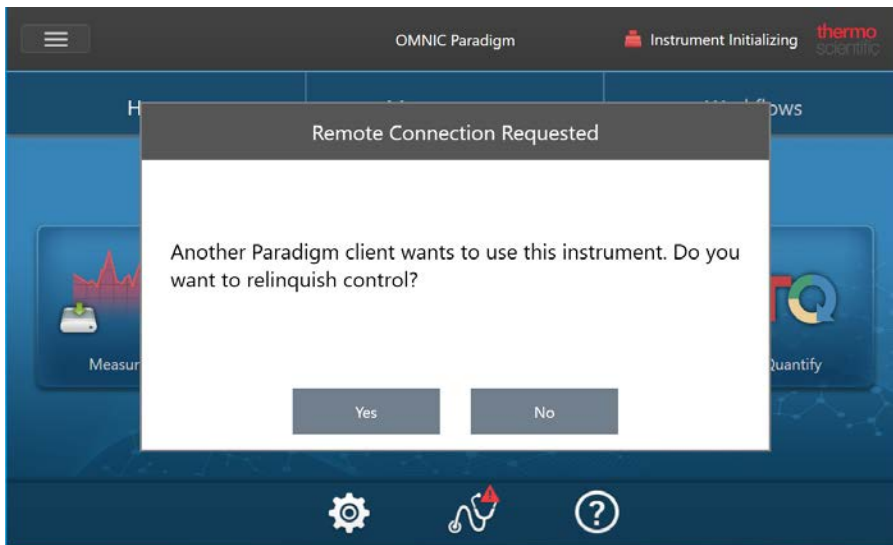 OMNIC Paradigm
Instrument Initializing
thermo
scientific
Remote Connection Requested
Another Paradigm client wants to use this instrument. Do you
want to relinquish control?
Yes
No